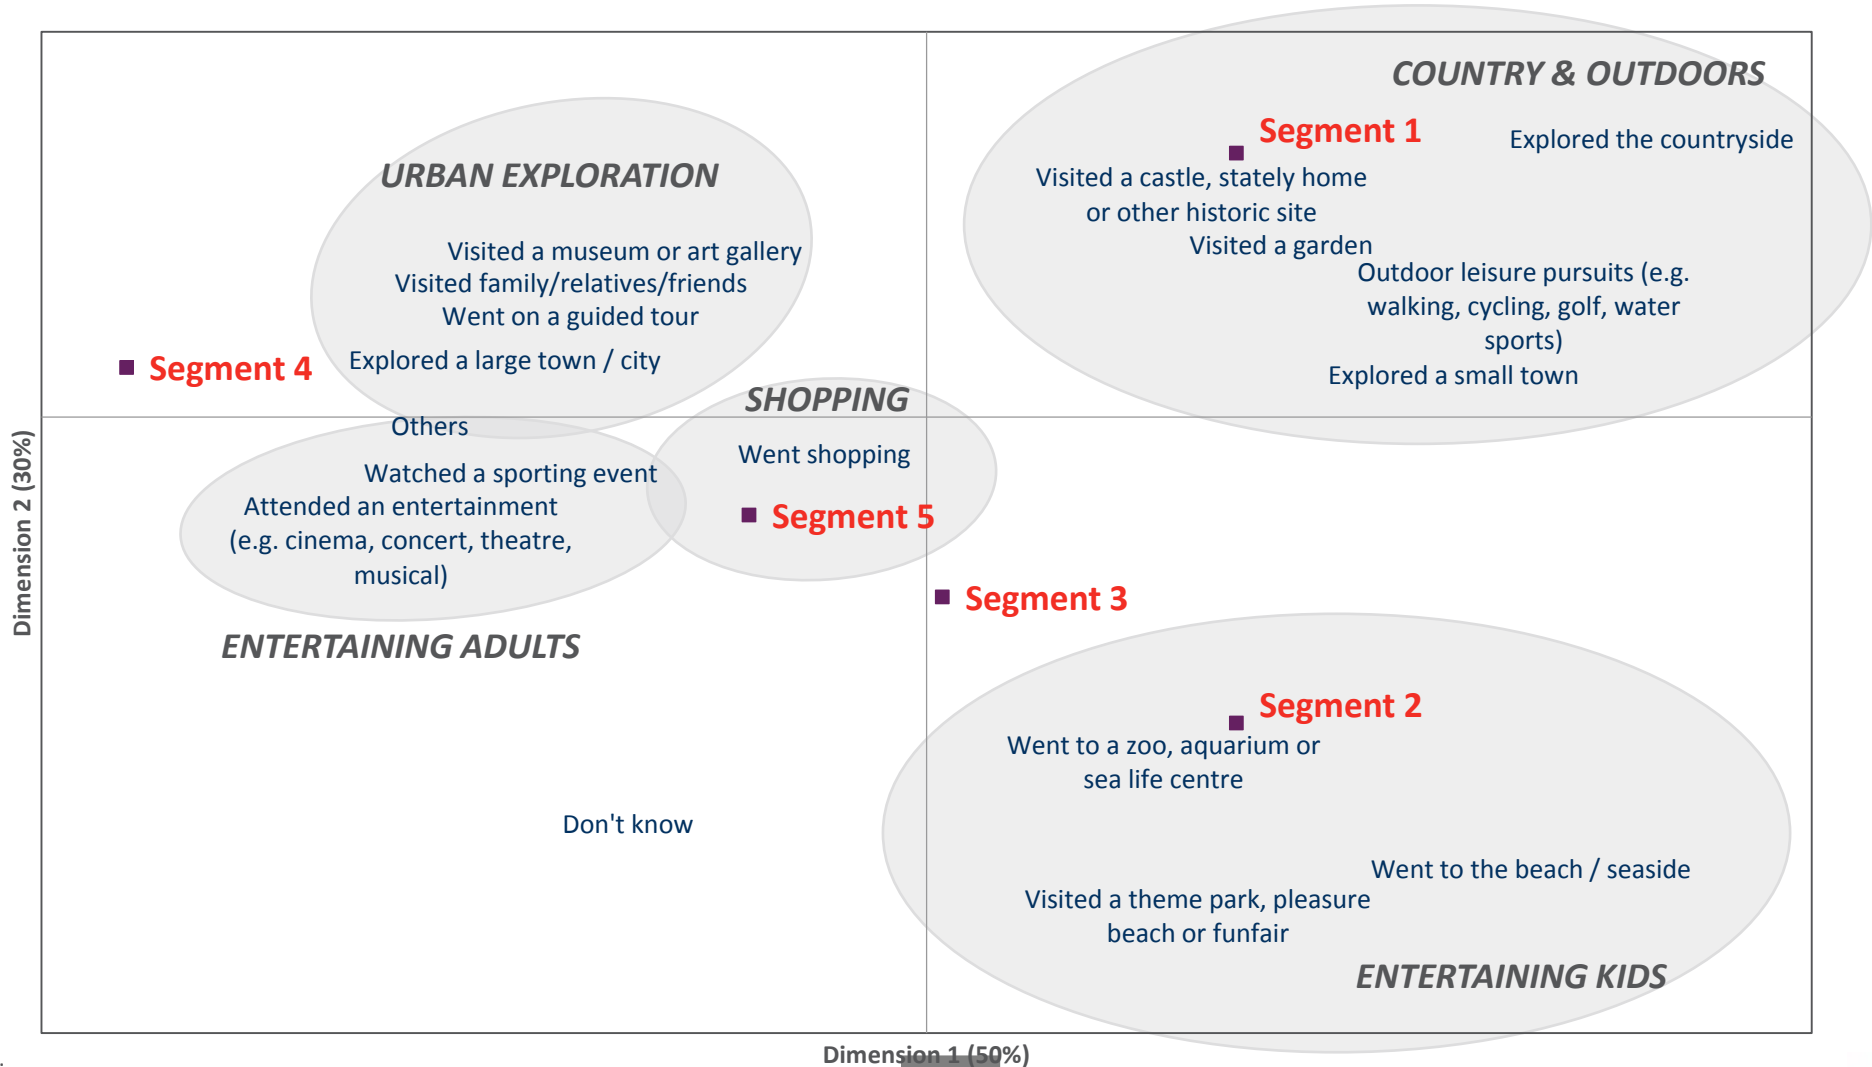 COUNTRY & OUTDOORS
Segment 1
Explored the countryside
URBAN EXPLORATION
Visited a castle, stately home
or other historic site
Visited a garden
Visited a museum or art gallery
Outdoor leisure pursuits (e.g.
walking, cycling, golf, water
sports)
Visited family/relatives/friends
Went on a guided tour
Segment 4
Explored a large town / city
Explored a small town
SHOPPING
Others
Went shopping
Watched a sporting event
Attended an entertainment
(e.g. cinema, concert, theatre,
musical)
Segment 5
Dimension 2 (30%)
Segment 3
ENTERTAINING ADULTS
Segment 2
Went to a zoo, aquarium or
sea life centre
Don't know
Went to the beach / seaside
Visited a theme park, pleasure
beach or funfair
ENTERTAINING KIDS
Dimension 1 (50%)
.